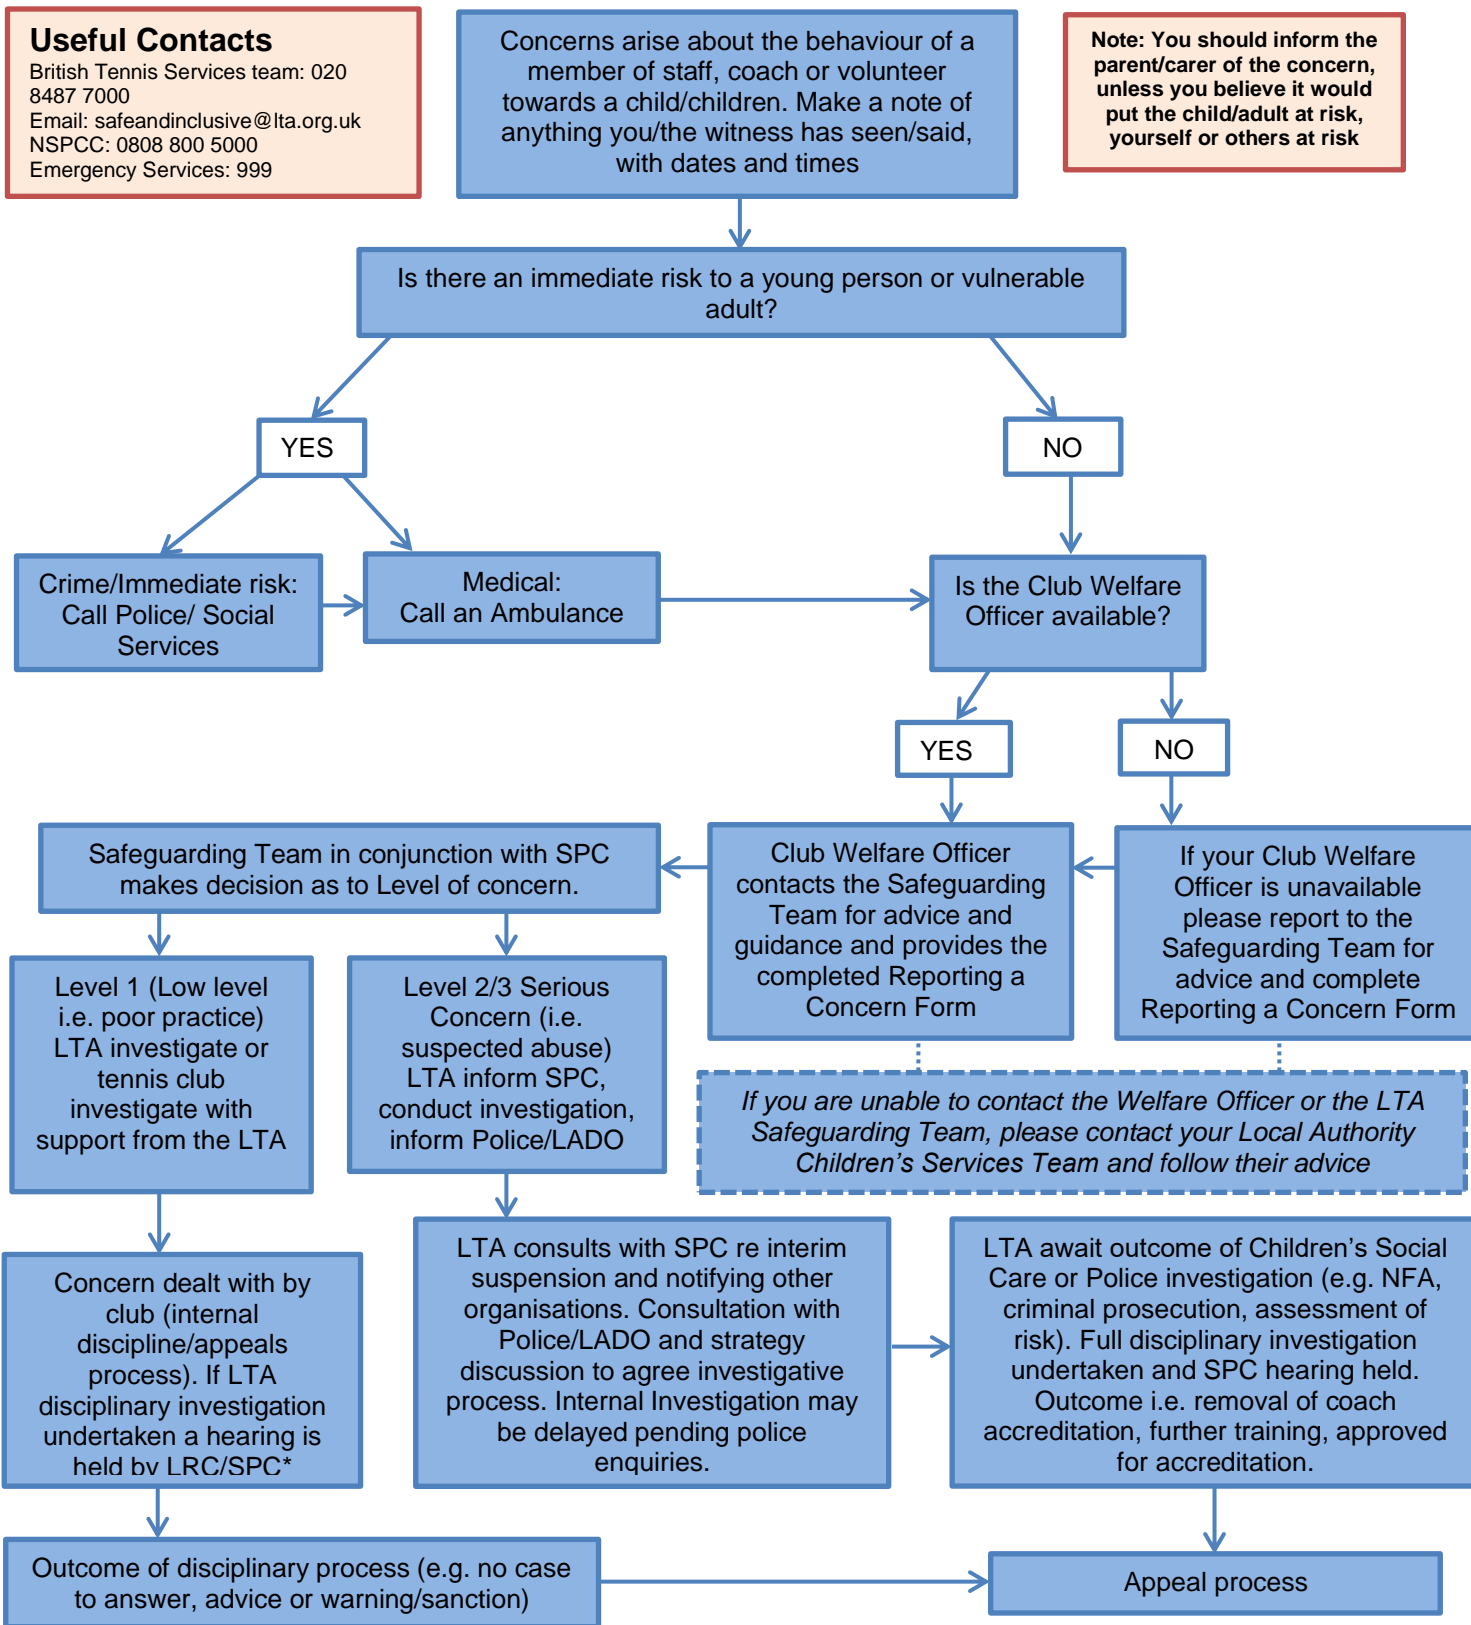 Useful Contacts
British Tennis Services team: 020
8487 7000
Email: safeandinclusive@lta.org.uk
NSPCC: 0808 800 5000
Emergency Services: 999
Concerns arise about the behaviour of a
member of staff, coach or volunteer
towards a child/children. Make a note of
anything you/the witness has seen/said,
with dates and times
Note: You should inform the
parent/carer of the concern,
unless you believe it would
put the child/adult at risk,
yourself or others at risk
Is there an immediate risk to a young person or vulnerable
adult?
YES
NO
Crime/Immediate risk:
Call Police/ Social
Services
Medical:
Call an Ambulance
Is the Club Welfare
Officer available?
YES
NO
Safeguarding Team in conjunction with SPC
makes decision as to Level of concern.
Club Welfare Officer
contacts the Safeguarding
Team for advice and
guidance and provides the
completed Reporting a
Concern Form
If your Club Welfare
Officer is unavailable
please report to the
Safeguarding Team for
advice and complete
Reporting a Concern Form
Level 1 (Low level
i.e. poor practice)
LTA investigate or
tennis club
investigate with
support from the LTA
Level 2/3 Serious
Concern (i.e.
suspected abuse)
LTA inform SPC,
conduct investigation,
inform Police/LADO
If you are unable to contact the Welfare Officer or the LTA
Safeguarding Team, please contact your Local Authority
Children’s Services Team and follow their advice
Concern dealt with by
club (internal
discipline/appeals
process). If LTA
disciplinary investigation
undertaken a hearing is
held by LRC/SPC*
LTA consults with SPC re interim
suspension and notifying other
organisations. Consultation with
Police/LADO and strategy
discussion to agree investigative
process. Internal Investigation may
be delayed pending police
enquiries.
LTA await outcome of Children’s Social
Care or Police investigation (e.g. NFA,
criminal prosecution, assessment of
risk). Full disciplinary investigation
undertaken and SPC hearing held.
Outcome i.e. removal of coach
accreditation, further training, approved
for accreditation.
Outcome of disciplinary process (e.g. no case
to answer, advice or warning/sanction)
Appeal process